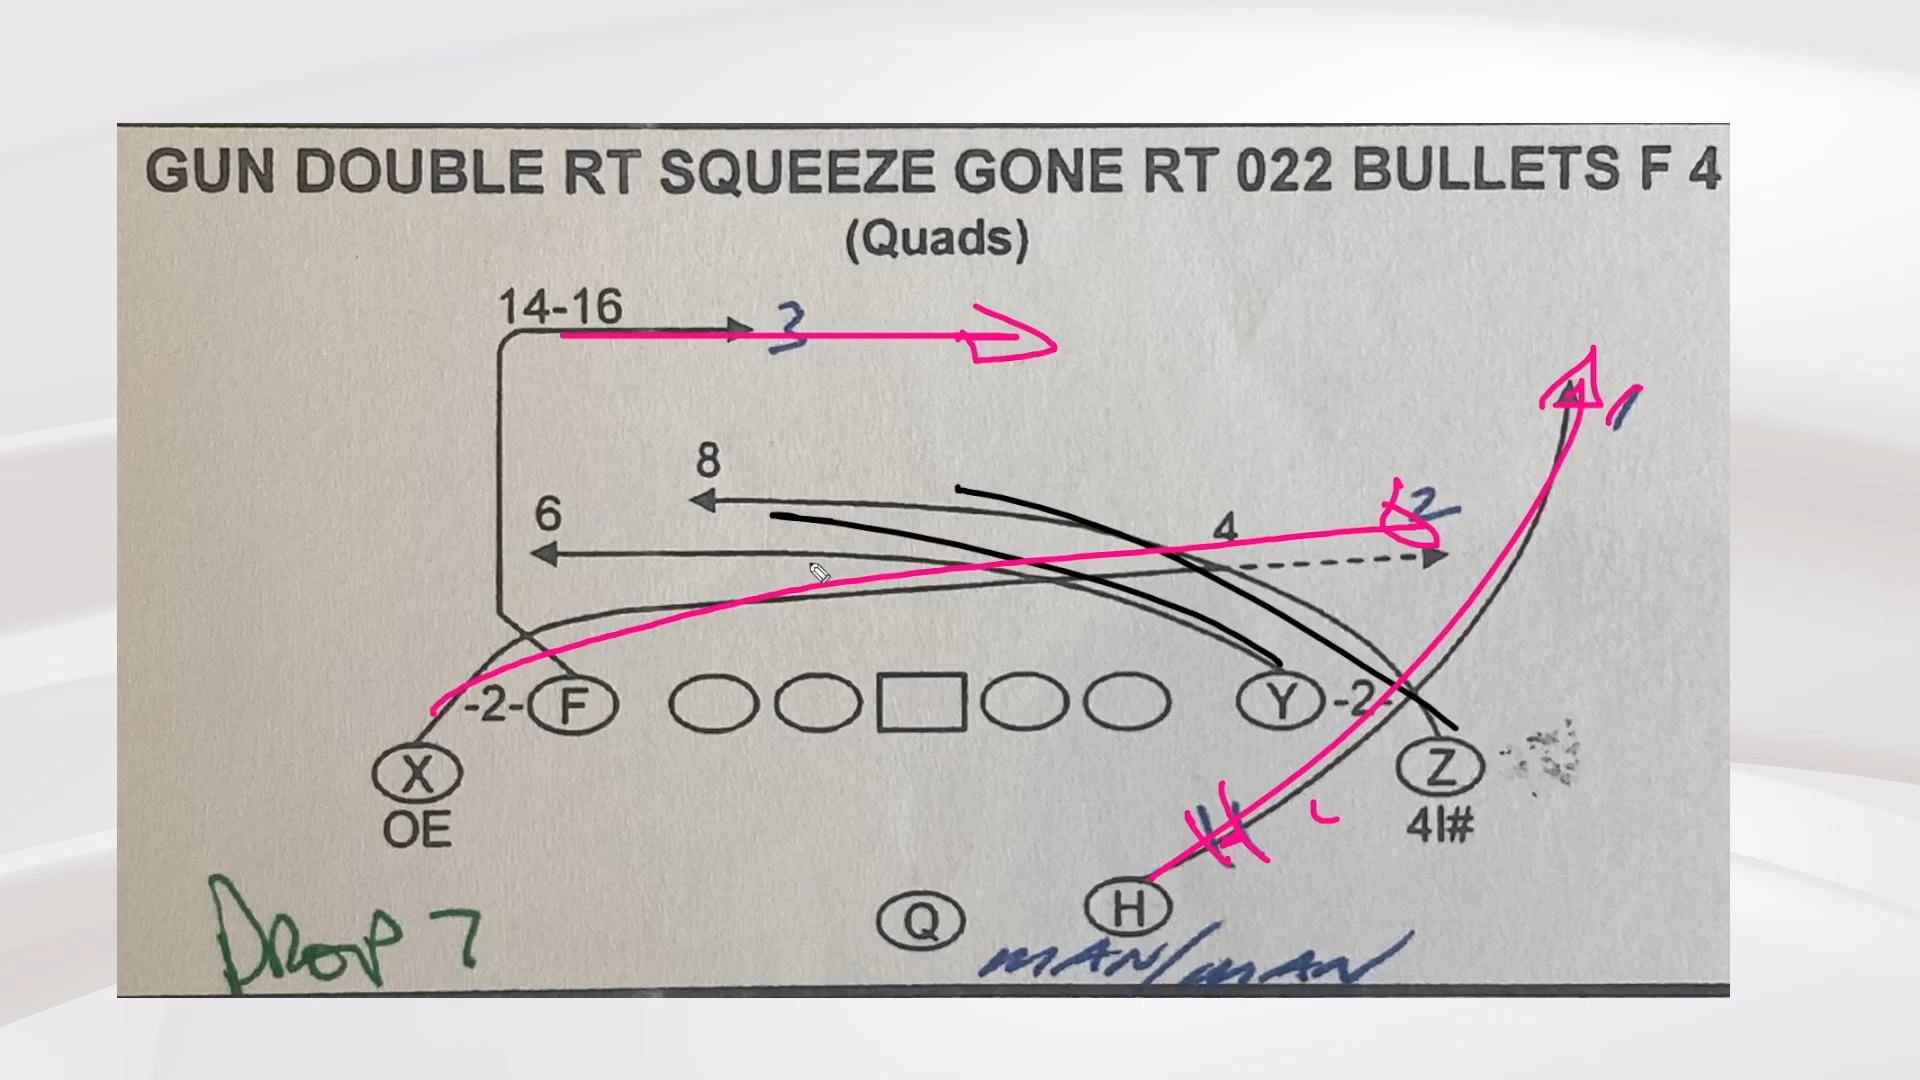 GUN DOUBLE RT SQUEEZE GONE RT 022 BULLETS F 4
(Quads)
14-16
3
1
8
6
4
2
-2-
F
Y
-2-
X
Z
OE
4I#
H
Q
DROP 7
MAN/MAN